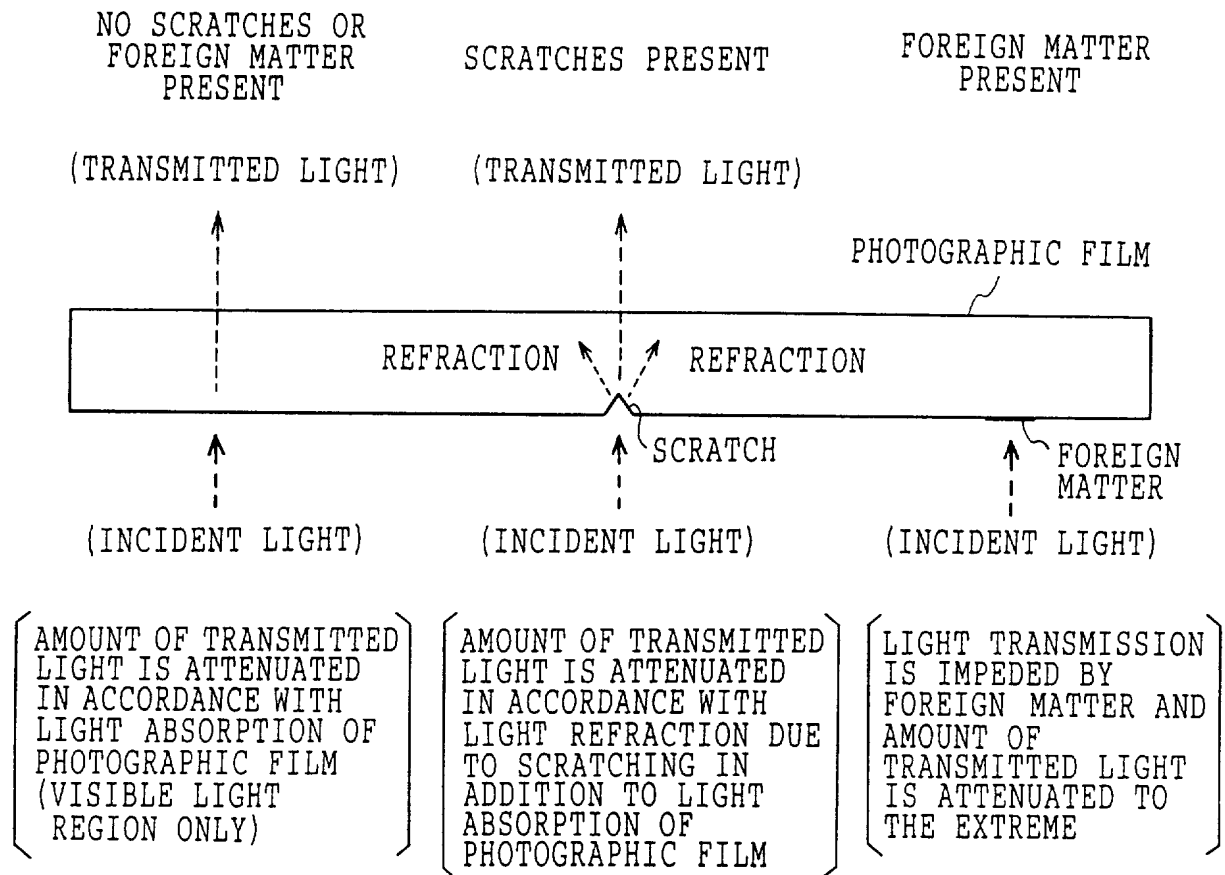 NO SCRATCHES OR
FOREIGN MATTER
PRESENT
SCRATCHES PRESENT
FOREIGN MATTER
PRESENT
(TRANSMITTED LIGHT)
(TRANSMITTED LIGHT)
PHOTOGRAPHIC FILM
REFRACTION
REFRACTION
SCRATCH
FOREIGN
MATTER
(INCIDENT LIGHT)
(INCIDENT LIGHT)
(INCIDENT LIGHT)
AMOUNT OF TRANSMITTED
LIGHT IS ATTENUATED
IN ACCORDANCE WITH
LIGHT ABSORPTION OF
PHOTOGRAPHIC FILM
(VISIBLE LIGHT
REGION ONLY)
AMOUNT OF TRANSMITTED
LIGHT IS ATTENUATED
IN ACCORDANCE WITH
LIGHT REFRACTION DUE
TO SCRATCHING IN
ADDITION TO LIGHT
ABSORPTION OF
PHOTOGRAPHIC FILM
LIGHT TRANSMISSION
IS IMPEDED BY
FOREIGN MATTER AND
AMOUNT OF
TRANSMITTED LIGHT
IS ATTENUATED TO
THE EXTREME